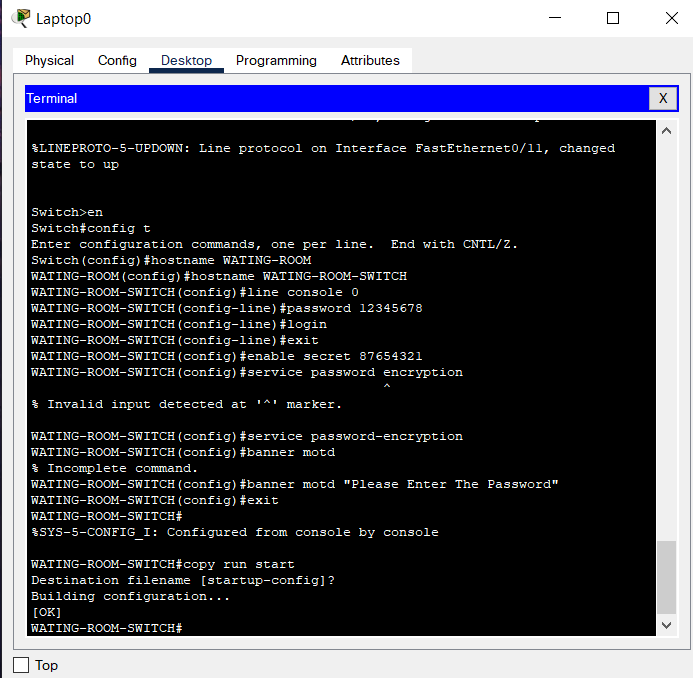 Laptop0
Physical Config Desktop Programming Attributes
Terminal X
%LINEPROTO-5-UPDOWN: Line protocol on Interface FastEthernet0/11, changed
state to up
Switch>en
Switch#config t
Enter configuration commands, one per line.  End with CNTL/Z.
Switch(config)#hostname WATING-ROOM
WATING-ROOM(config)#hostname WATING-ROOM-SWITCH
WATING-ROOM-SWITCH(config)#line console 0
WATING-ROOM-SWITCH(config-line)#password 12345678
WATING-ROOM-SWITCH(config-line)#login
WATING-ROOM-SWITCH(config-line)#exit
WATING-ROOM-SWITCH(config)#enable secret 87654321
WATING-ROOM-SWITCH(config)#service password encryption
^
% Invalid input detected at '^' marker.
WATING-ROOM-SWITCH(config)#service password-encryption
WATING-ROOM-SWITCH(config)#banner motd
% Incomplete command.
WATING-ROOM-SWITCH(config)#banner motd "Please Enter The Password"
WATING-ROOM-SWITCH(config)#exit
WATING-ROOM-SWITCH#
%SYS-5-CONFIG_I: Configured from console by console
WATING-ROOM-SWITCH#copy run start
Destination filename [startup-config]?
Building configuration...
[OK]
WATING-ROOM-SWITCH#
Top